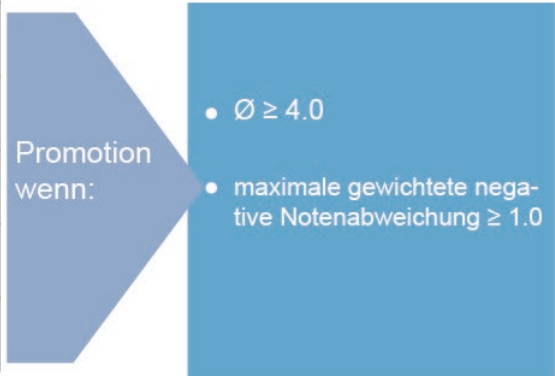 Promotion
wenn:
• Ø ≥ 4.0
• maximale gewichtete nega-
tive Notenabweichung ≥ 1.0